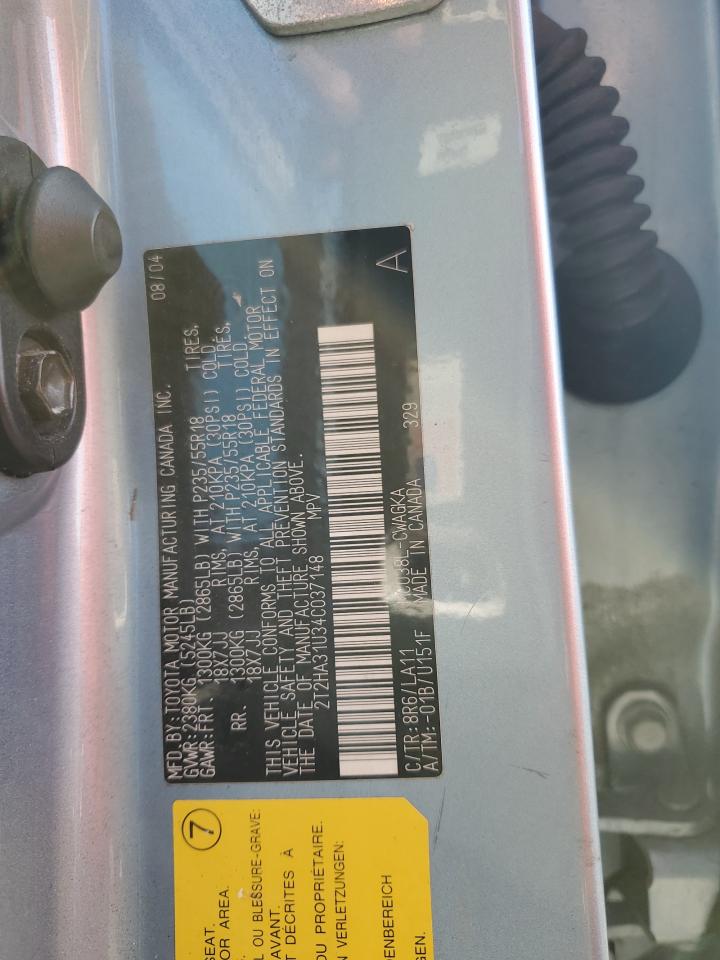 MFD.BY:TOYOTA MOTOR MANUFACTURING CANADA INC. 08/04
GVWR:2380KG (5245LB)
GAWR:FRT 1300KG (2865LB) WITH P235/55R18 TIRES,
18X7JJ RIMS, AT 210KPA (30PSI) COLD.
RR. 1300KG (2865LB) WITH P235/55R18 TIRES,
18X7JJ RIMS, AT 210KPA (30PSI) COLD.
THIS VEHICLE CONFORMS TO ALL APPLICABLE FEDERAL MOTOR
VEHICLE SAFETY AND THEFT PREVENTION STANDARDS IN EFFECT ON
THE DATE OF MANUFACTURE SHOWN ABOVE.
2T2HA31U34C037148 MPV
C/TR:8R6/LA11 MCU38L-CWAGKA
A/TM:-01B/U151F MADE IN CANADA 329
A
7
SEAT.
OR AREA.
L OU BLESSURE-GRAVE:
AVANT.
T DÉCRITES À
DU PROPRIÉTAIRE.
N VERLETZUNGEN:
DENBEREICH
GEN.